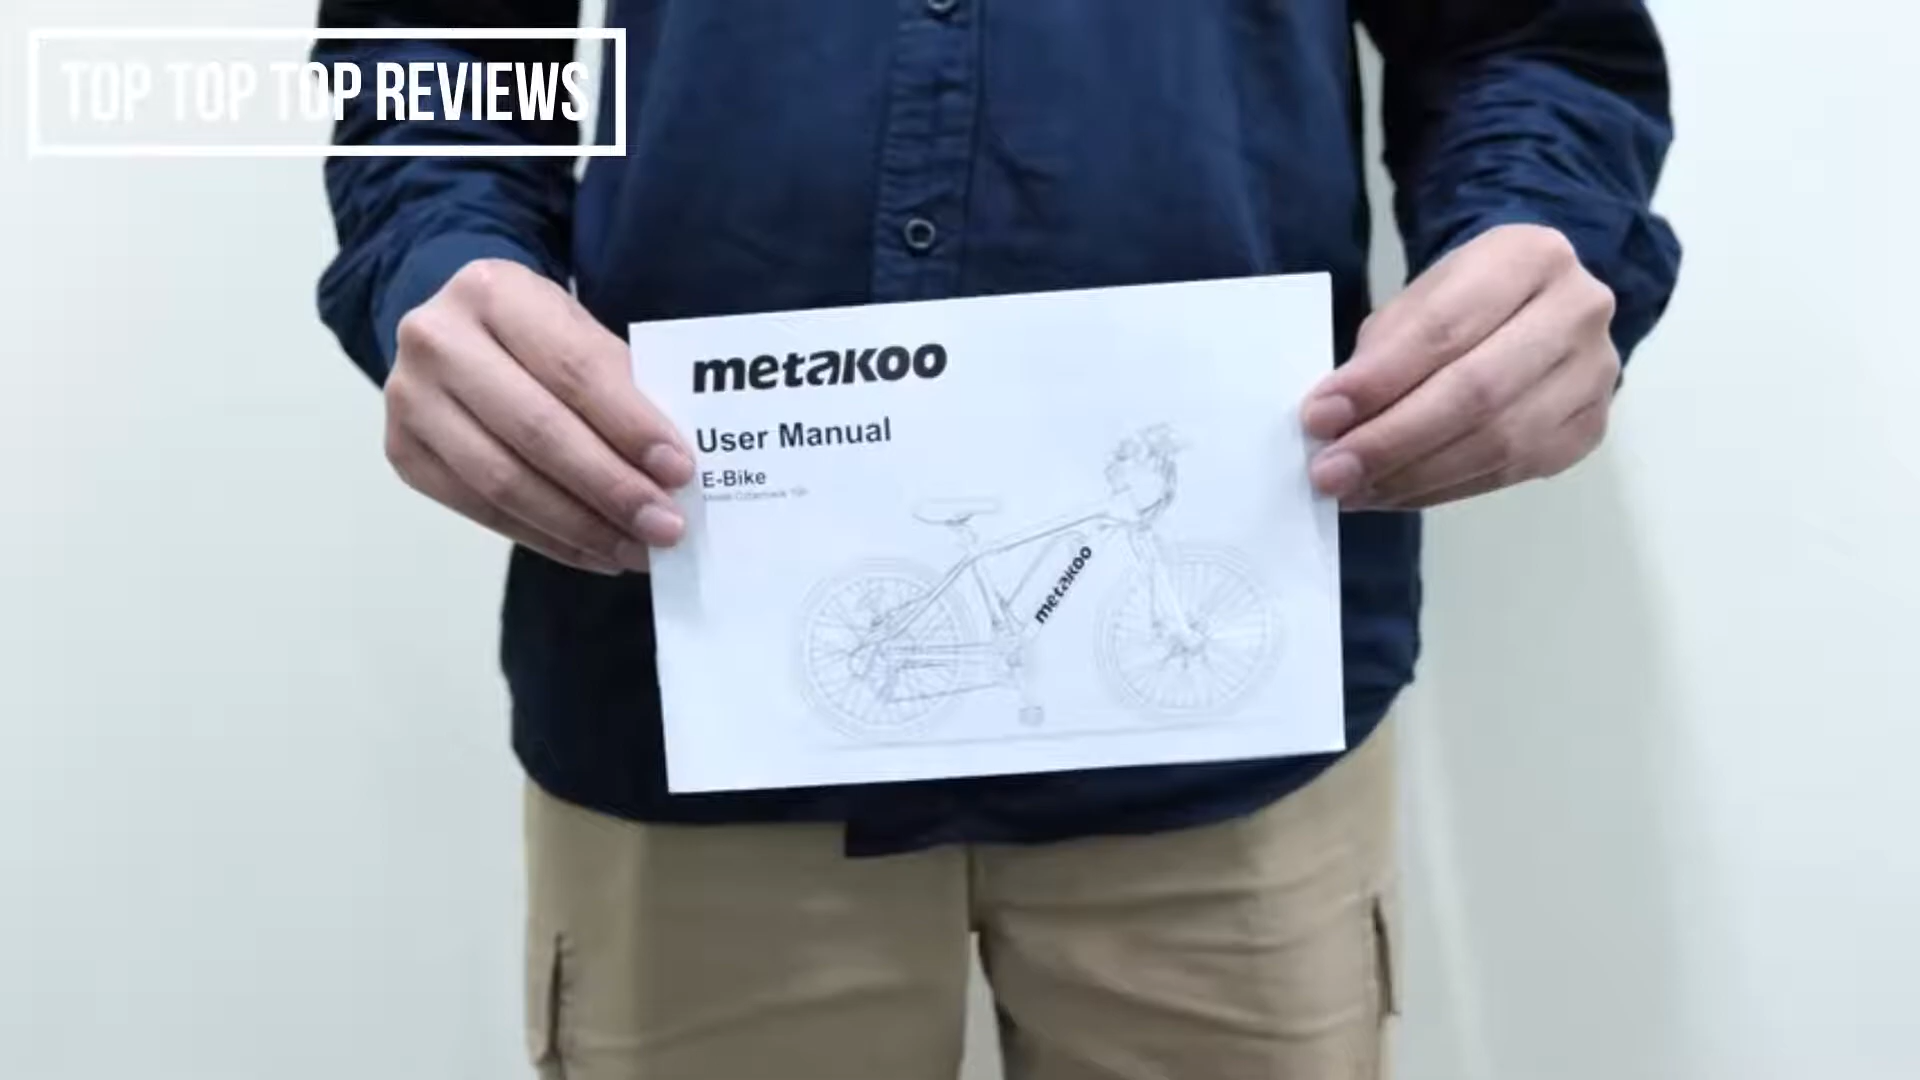 TOP TOP TOP REVIEWS
metakoo
User Manual
E-Bike
metakoo